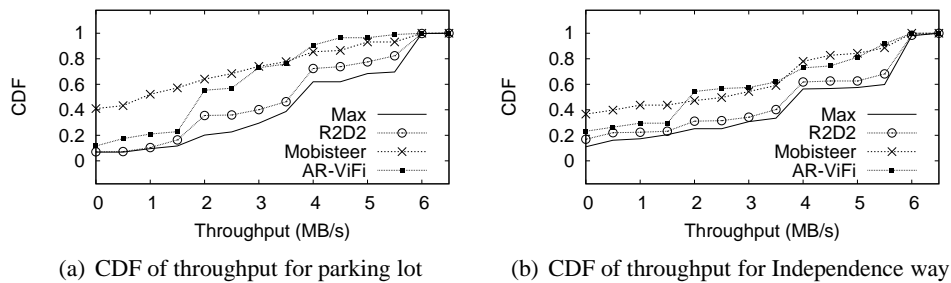 CDF
1
0.8
0.6
0.4
0.2
0
Max
R2D2
Mobisteer
AR-ViFi
0 1 2 3 4 5 6
Throughput (MB/s)
(a) CDF of throughput for parking lot
CDF
1
0.8
0.6
0.4
0.2
0
Max
R2D2
Mobisteer
AR-ViFi
0 1 2 3 4 5 6
Throughput (MB/s)
(b) CDF of throughput for Independence way